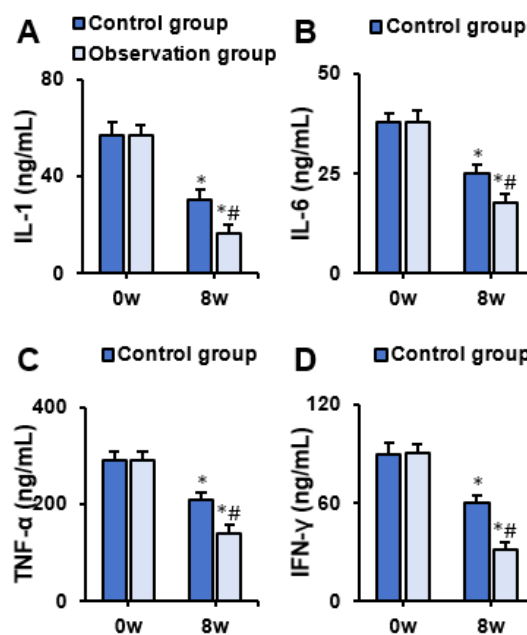 A
Control group
Observation group
IL-1 (ng/mL)
80
40
0
*
*#
0w
8w
B
Control group
IL-6 (ng/mL)
50
25
0
*
*#
0w
8w
C
Control group
TNF-α (ng/mL)
400
200
0
*
*#
0w
8w
D
Control group
IFN-γ (ng/mL)
120
60
0
*
*#
0w
8w